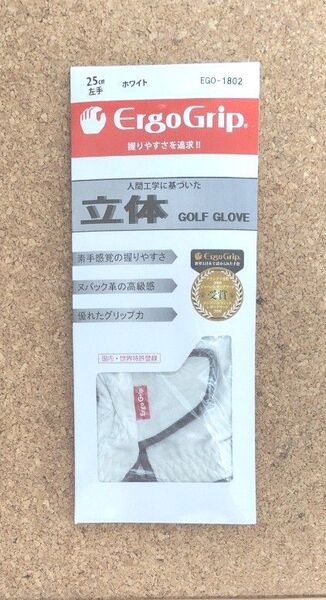 25cm ホワイト EGO-1802
左手
ErgoGrip®
握りやすさを追求!!
人間工学に基づいた
立体 GOLF GLOVE
素手感覚の握りやすさ
ヌバック革の高級感
優れたグリップ力
ErgoGrip
受賞
国内・世界特許登録
ErgoGrip